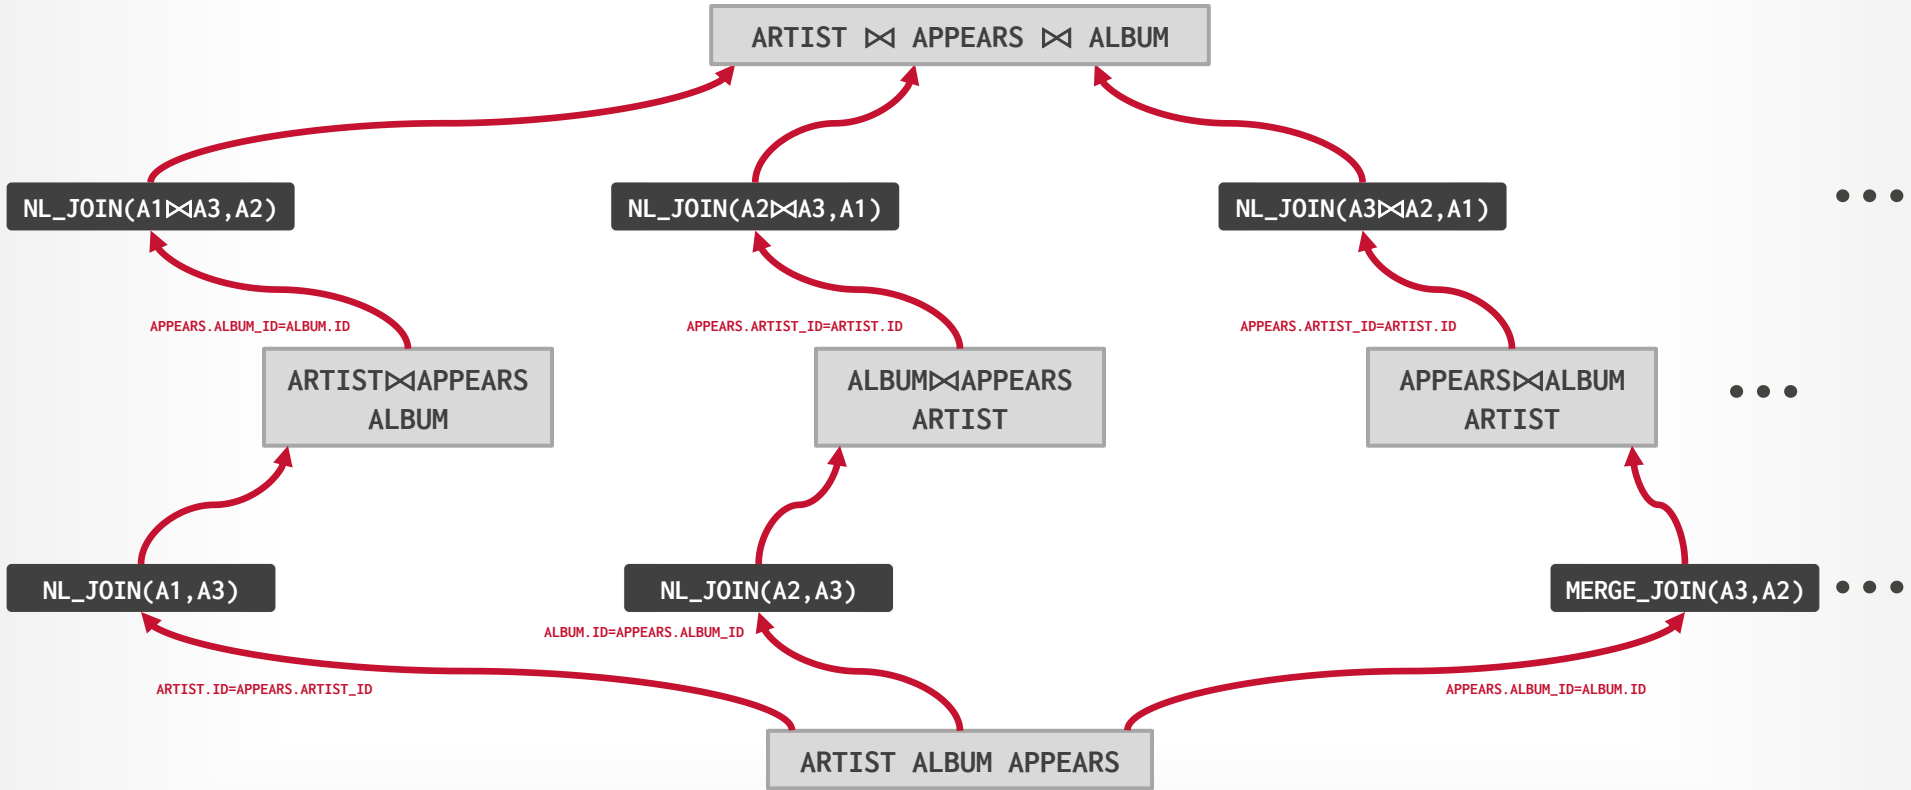 ARTIST ⋈ APPEARS ⋈ ALBUM
NL_JOIN(A1⋈A3,A2)
NL_JOIN(A2⋈A3,A1)
NL_JOIN(A3⋈A2,A1)
•••
APPEARS.ALBUM_ID=ALBUM.ID
APPEARS.ARTIST_ID=ARTIST.ID
APPEARS.ARTIST_ID=ARTIST.ID
ARTIST⋈APPEARS
ALBUM
ALBUM⋈APPEARS
ARTIST
APPEARS⋈ALBUM
ARTIST
•••
NL_JOIN(A1,A3)
NL_JOIN(A2,A3)
MERGE_JOIN(A3,A2)
•••
ALBUM.ID=APPEARS.ALBUM_ID
ARTIST.ID=APPEARS.ARTIST_ID
APPEARS.ALBUM_ID=ALBUM.ID
ARTIST ALBUM APPEARS